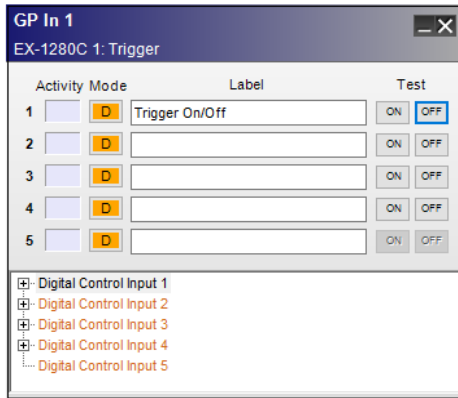 GP In 1
EX-1280C 1: Trigger
Activity Mode Label Test
1 D Trigger On/Off ON OFF
2 D ON OFF
3 D ON OFF
4 D ON OFF
5 D ON OFF
Digital Control Input 1
Digital Control Input 2
Digital Control Input 3
Digital Control Input 4
Digital Control Input 5